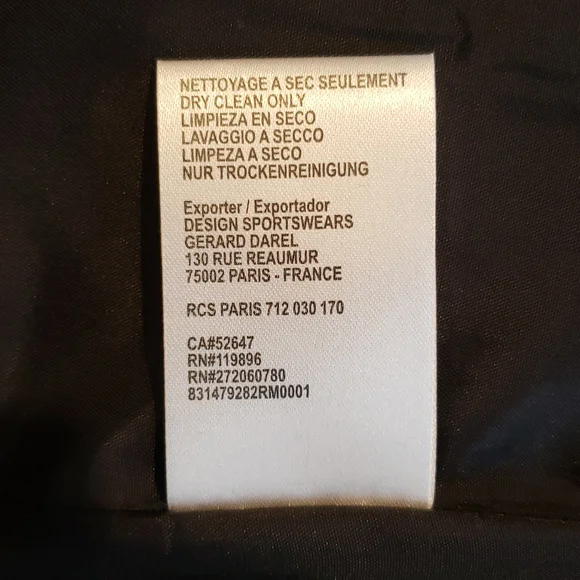 NETTOYAGE A SEC SEULEMENT
DRY CLEAN ONLY
LIMPIEZA EN SECO
LAVAGGIO A SECCO
LIMPEZA A SECO
NUR TROCKENREINIGUNG
Exporter / Exportador
DESIGN SPORTSWEARS
GERARD DAREL
130 RUE REAUMUR
75002 PARIS - FRANCE
RCS PARIS 712 030 170
CA#52647
RN#119896
RN#272060780
831479282RM0001